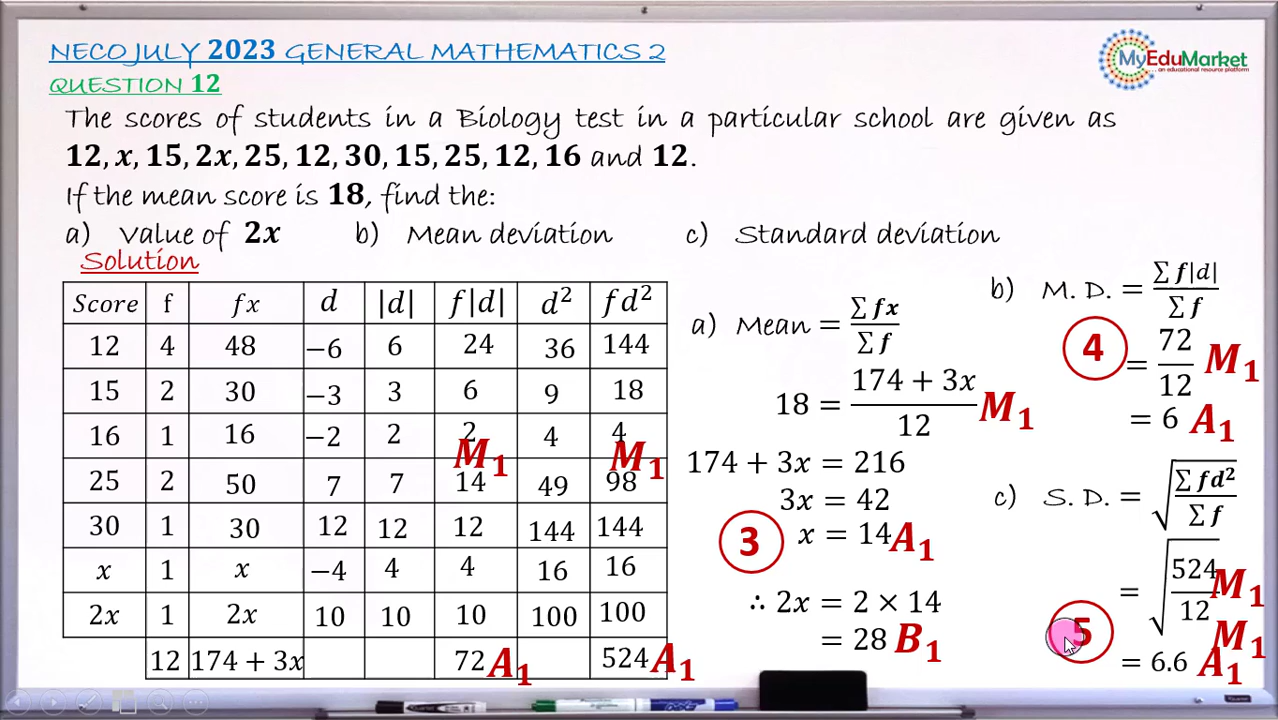 NECO JULY 2023 GENERAL MATHEMATICS 2
MyEduMarket
...an educational resource platform
QUESTION 12
The scores of students in a Biology test in a particular school are given as
12, x, 15, 2x, 25, 12, 30, 15, 25, 12, 16 and 12.
If the mean score is 18, find the:
a) Value of 2x b) Mean deviation c) Standard deviation
Solution
Score f fx d |d| f|d| d² fd²
12 4 48 −6 6 24 36 144
15 2 30 −3 3 6 9 18
16 1 16 −2 2 2 4 4
M₁ M₁
25 2 50 7 7 14 49 98
30 1 30 12 12 12 144 144
x 1 x −4 4 4 16 16
2x 1 2x 10 10 10 100 100
12 174 + 3x 72 A₁ 524 A₁
a) Mean = ∑ fx / ∑ f
18 = 174 + 3x / 12 M₁
174 + 3x = 216
3x = 42
3 x = 14 A₁
∴ 2x = 2 × 14
= 28 B₁
b) M. D. = ∑ f|d| / ∑ f
4 = 72 / 12 M₁
= 6 A₁
c) S. D. = √(∑ fd² / ∑ f)
= √(524 / 12) M₁
5 M₁
= 6.6 A₁